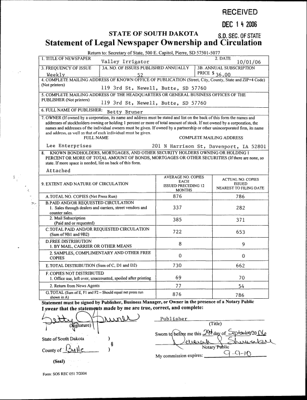 RECEIVED
DEC 14 2006
S.D. SEC. OF STATE
STATE OF SOUTH DAKOTA
Statement of Legal Newspaper Ownership and Circulation
Return to: Secretary of State, 500 E. Capitol, Pierre, SD 57501-5077
1. TITLE OF NEWSPAPER
Valley Irrigator
2. DATE
10/01/06
3. FREQUENCY OF ISSUE
Weekly
3A. NO. OF ISSUES PUBLISHED ANNUALLY
52
3B. ANNUAL SUBSCRIPTION
PRICE $36.00
4. COMPLETE MAILING ADDRESS OF KNOWN OFFICE OF PUBLICATION (Street, City, County, State and ZIP+4 Code)
(Not printers)
119 3rd St, Newell, Butte, SD 57760
5. COMPLETE MAILING ADDRESS OF THE HEADQUARTERS OR GENERAL BUSINESS OFFICES OF THE
PUBLISHER (Not printers)
119 3rd St, Newell, Butte, SD 57760
6. FULL NAME OF PUBLISHER:
Betty Bruner
7. OWNER (If owned by a corporation, its name and address must be stated and list on the back of this form the names and
addresses of stockholders owning or holding 1 percent or more of total amount of stock. If not owned by a corporation, the
names and addresses of the individual owners must be given. If owned by a partnership or other unincorporated firm, its name
and address, as well as that of each individual must be given.
FULL NAME
COMPLETE MAILING ADDRESS
Lee Enterprises
201 N Harrison St, Davenport, IA 52801
8. KNOWN BONDHOLDERS, MORTGAGEES, AND OTHER SECURITY HOLDERS OWNING OR HOLDING 1
PERCENT OR MORE OF TOTAL AMOUNT OF BONDS, MORTGAGES OR OTHER SECURITIES (If there are none, so
state. If more space is needed, list on back of this form.
Attached
9. EXTENT AND NATURE OF CIRCULATION
AVERAGE NO. COPIES
EACH
ISSUED PRECEDING 12
MONTHS
ACTUAL NO. COPIES
ISSUED
NEAREST TO FILING DATE
A. TOTAL NO. COPIES (Net Press Run)
876
786
B. PAID AND/OR REQUESTED CIRCULATION
1. Sales through dealers and carriers, street vendors and
counter sales.
337
282
2. Mail Subscription
(Paid and or requested)
385
371
C. TOTAL PAID AND/OR REQUESTED CIRCULATION
(Sum of 9B1 and 9B2)
722
653
D. FREE DISTRIBUTION
1. BY MAIL, CARRIER OR OTHER MEANS
8
9
2. SAMPLES, COMPLIMENTARY AND OTHER FREE
COPIES
0
0
E. TOTAL DISTRIBUTION (Sum of C, D1 and D2)
730
662
F. COPIES NOT DISTRIBUTED
1. Office use, left over, unaccounted, spoiled after printing
69
70
2. Return from News Agents
77
54
G. TOTAL (Sum of E, F1 and F2 - Should equal net press run
shown in A)
876
786
Statement must be signed by Publisher, Business Manager, or Owner in the presence of a Notary Public
I swear that the statements made by me are true, correct, and complete:
Betty Bruner
(Signature)
Publisher
(Title)
State of South Dakota )
County of Butte )
(Seal)
Sworn to before me this 29th day of September 06
Notary Public
My commission expires: 9-9-10
Form: SOS REC 051 7/2004